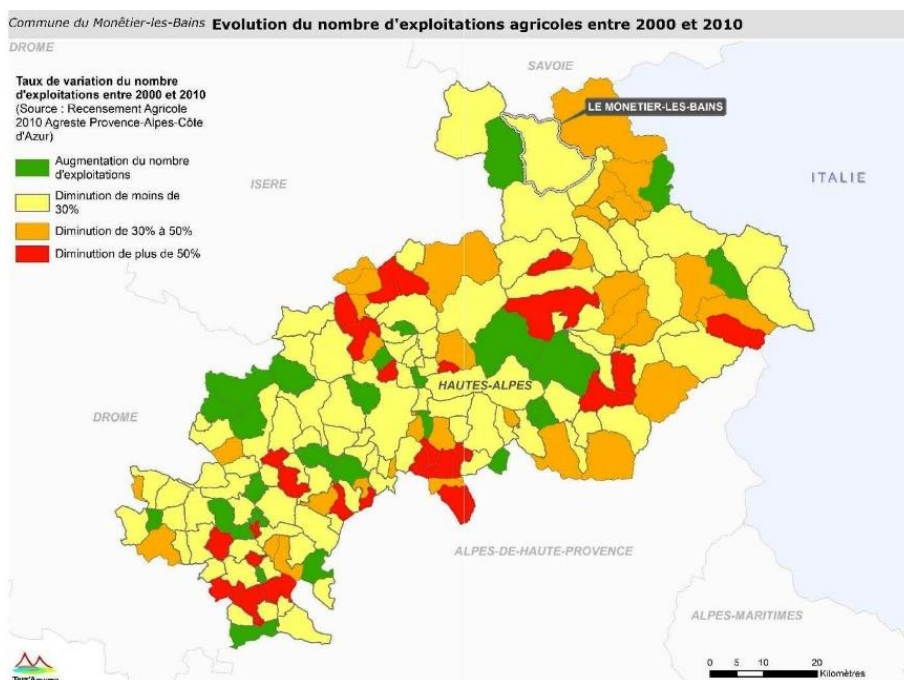 Commune du Monêtier-les-Bains Evolution du nombre d'exploitations agricoles entre 2000 et 2010
DROME
SAVOIE
Taux de variation du nombre
d'exploitations entre 2000 et 2010
(Source : Recensement Agricole
2010 Agreste Provence-Alpes-Côte
d'Azur)
LE MONETIER-LES-BAINS
Augmentation du nombre
d'exploitations
ISERE
ITALIE
Diminution de moins de
30%
Diminution de 30% à 50%
Diminuttion de plus de 50%
HAUTES-ALPES
DROME
ALPES-DE-HAUTE-PROVENCE
ALPES-MARITIMES
0 5 10 20
Kilomètres